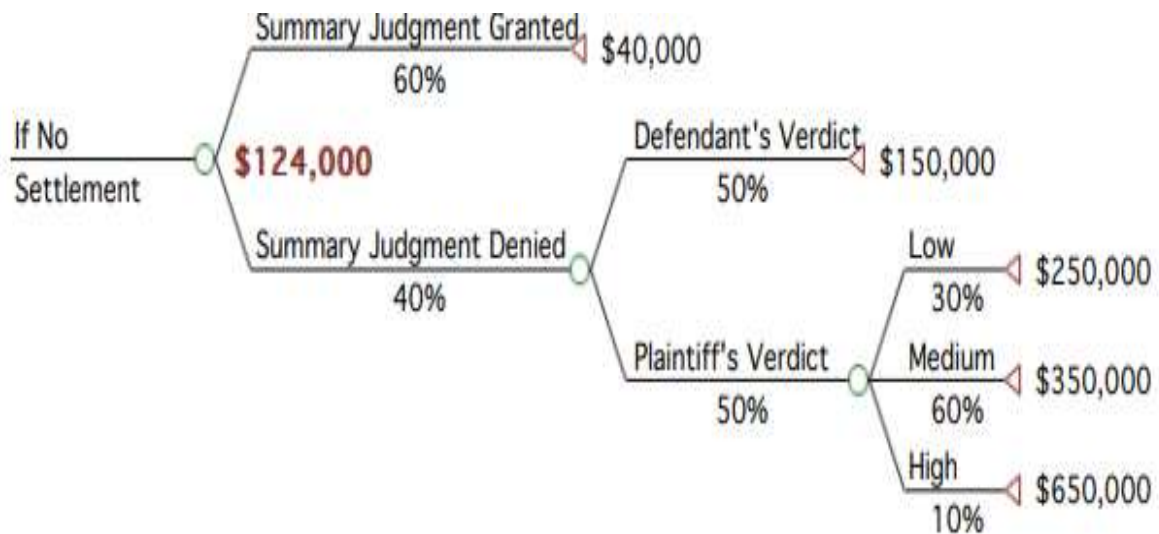 Summary Judgment Granted
$40,000
60%
If No
Settlement
$124,000
Defendant's Verdict
$150,000
50%
Summary Judgment Denied
40%
Low
$250,000
30%
Plaintiff's Verdict
50%
Medium
$350,000
60%
High
$650,000
10%